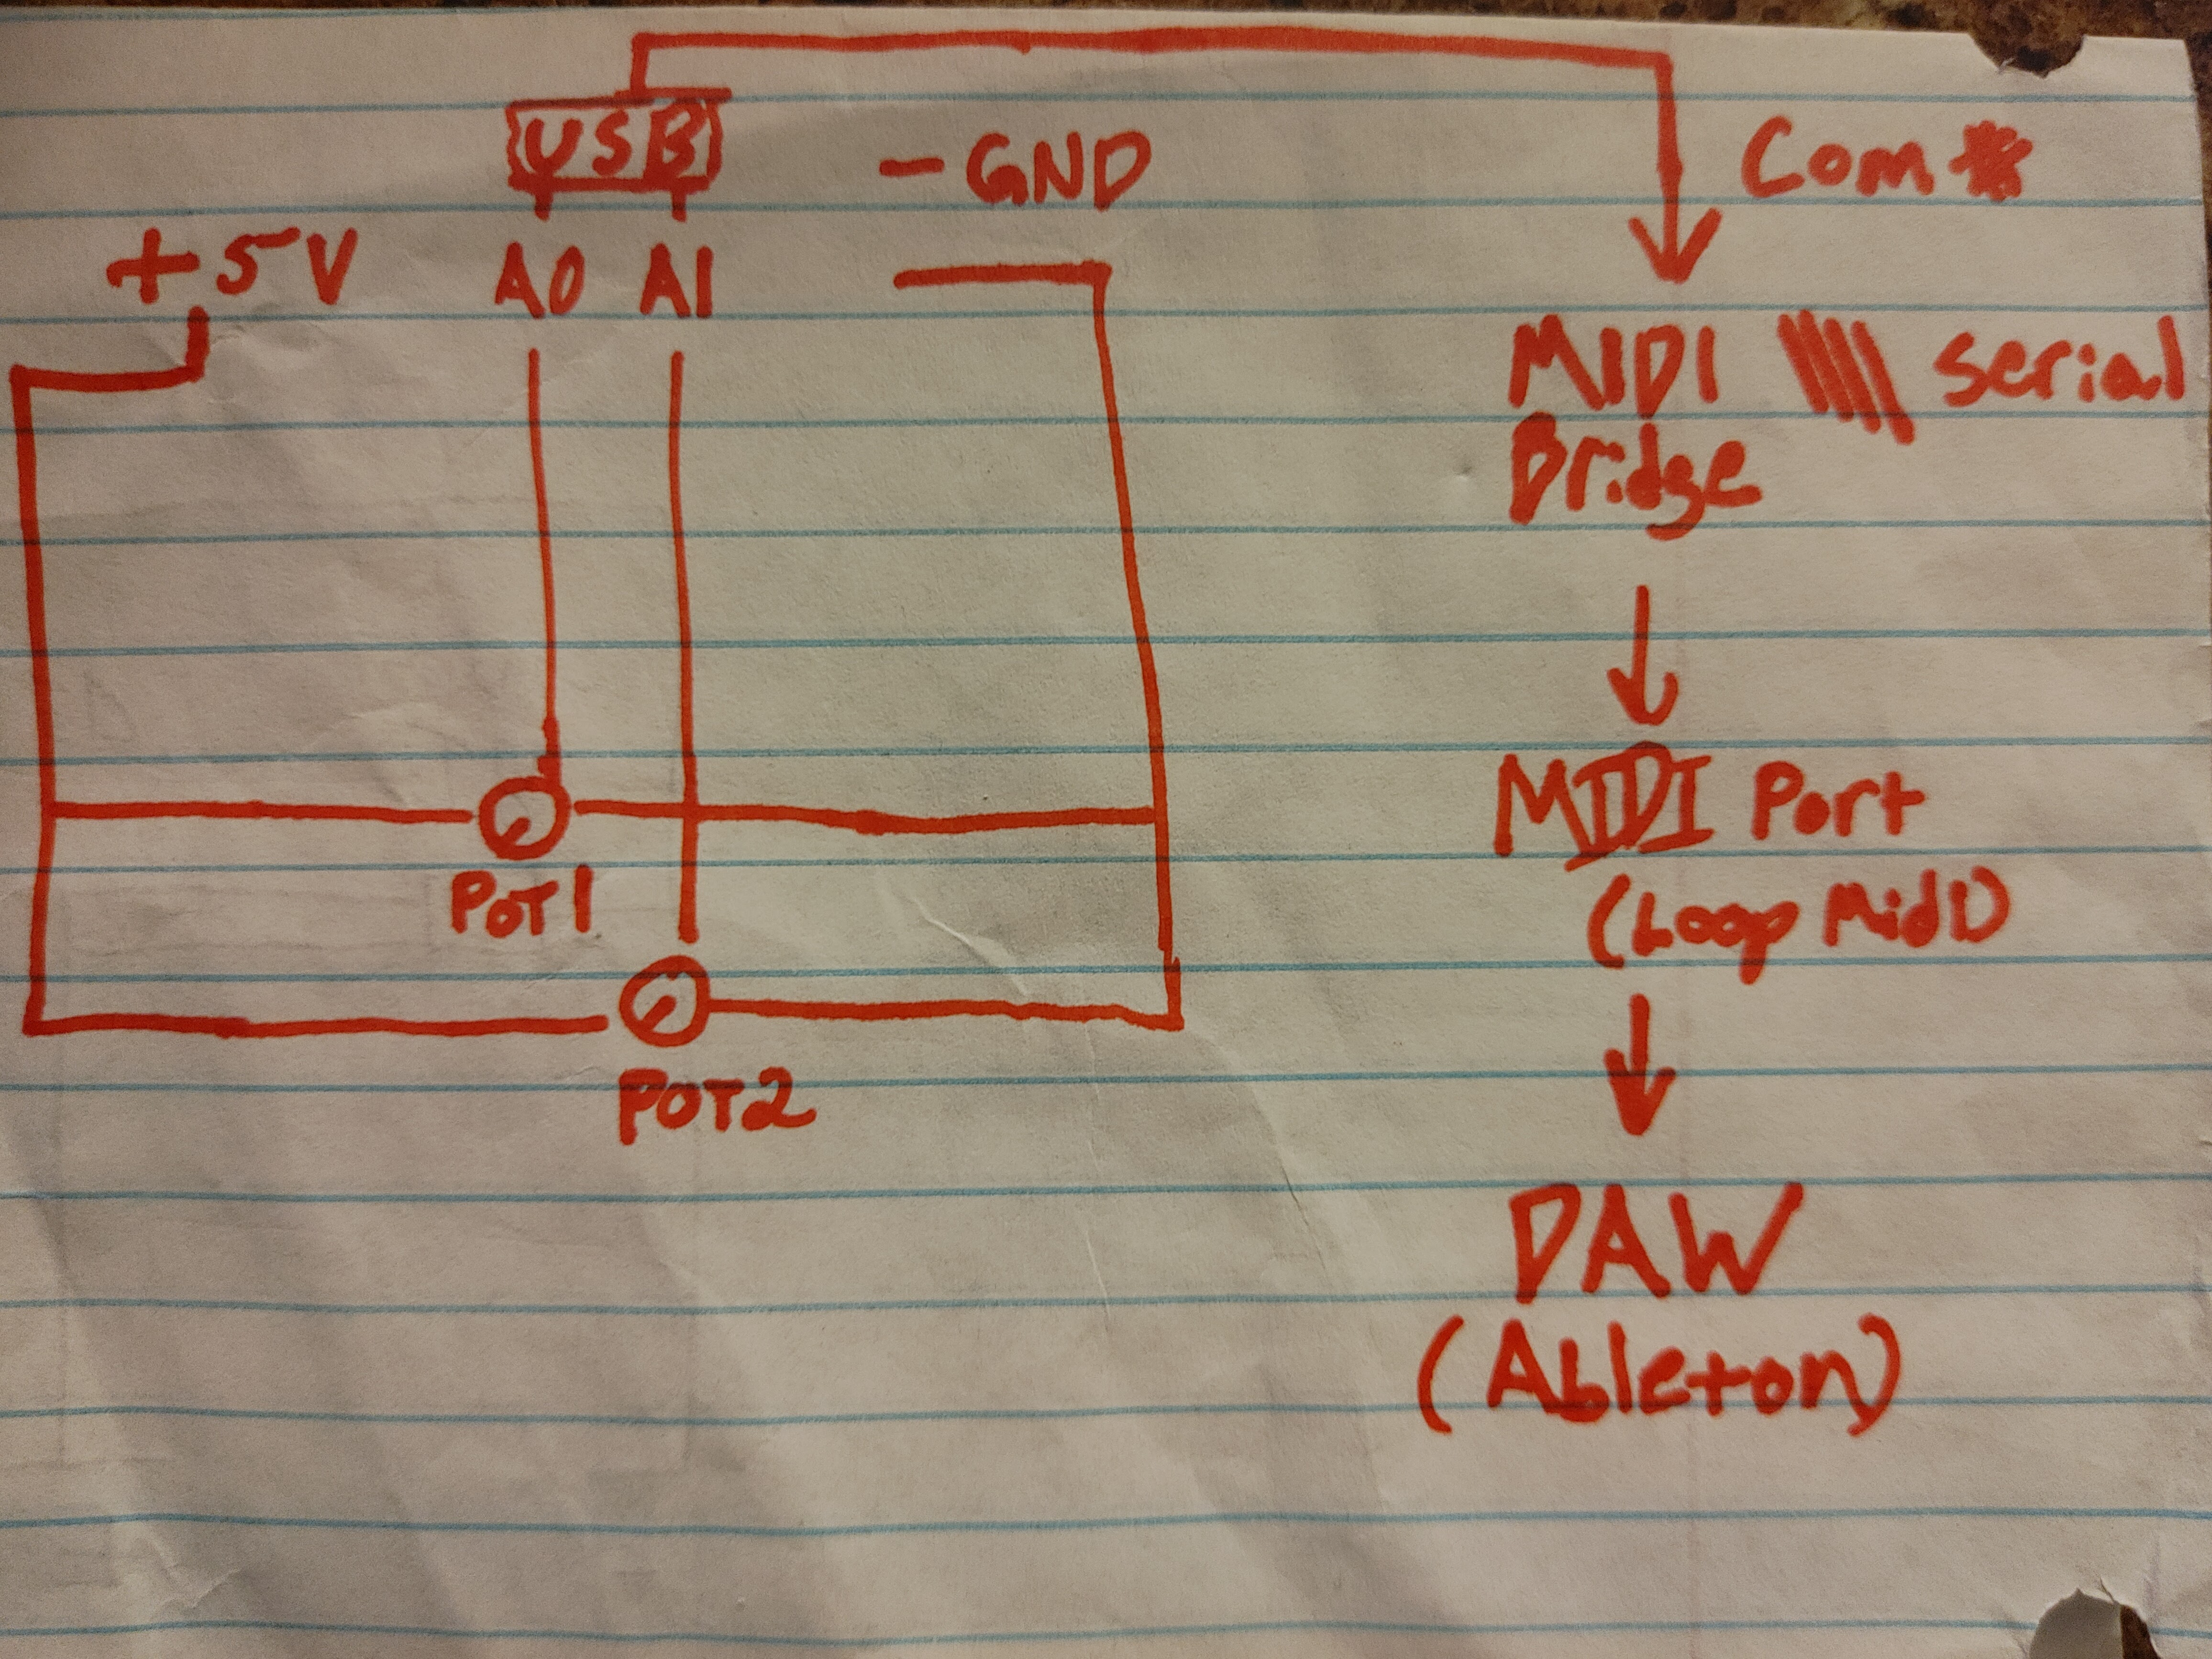 USB
-GND
Com
+5V
A0 A1
MIDI serial
Bridge
MIDI Port
(Loop MidI)
POT1
POT2
DAW
(Ableton)